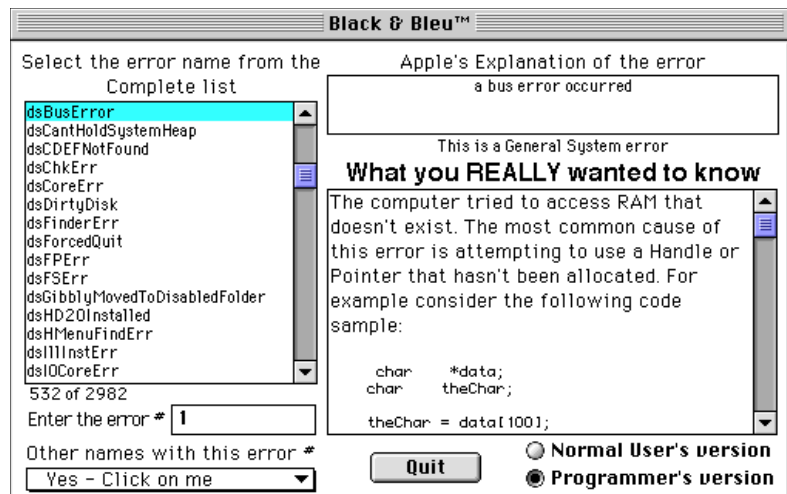 Black & Bleu™
Select the error name from the
Complete list
dsBusError
dsCantHoldSystemHeap
dsCDEFNotFound
dsChkErr
dsCoreErr
dsDirtyDisk
dsFinderErr
dsForcedQuit
dsFPErr
dsFSErr
dsGibblyMovedToDisabledFolder
dsHD20Installed
dsHMenuFindErr
dsIllInstErr
dsIOCoreErr
532 of 2982
Enter the error # 1
Other names with this error #
Yes - Click on me
Apple's Explanation of the error
a bus error occurred
This is a General System error
What you REALLY wanted to know
The computer tried to access RAM that
doesn't exist. The most common cause of
this error is attempting to use a Handle or
Pointer that hasn't been allocated. For
example consider the following code
sample:
char *data;
char theChar;
theChar = data[100];
Quit
Normal User's version
Programmer's version